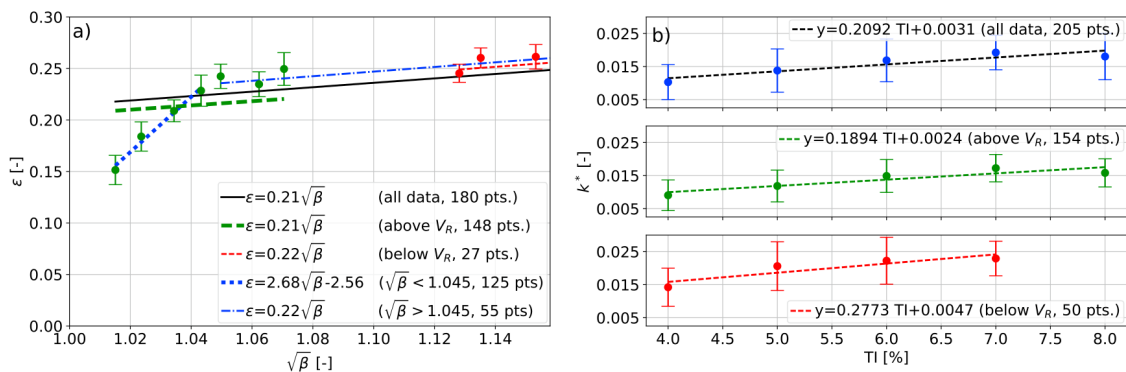 a)
0.30
0.25
0.20
0.15
0.10
0.05
0.00
ε [-]
ε=0.21√β (all data, 180 pts.)
ε=0.21√β (above V_R, 148 pts.)
ε=0.22√β (below V_R, 27 pts.)
ε=2.68√β-2.56 (√β < 1.045, 125 pts)
ε=0.22√β (√β > 1.045, 55 pts)
1.00 1.02 1.04 1.06 1.08 1.10 1.12 1.14
√β [-]
b)
y=0.2092 TI+0.0031 (all data, 205 pts.)
0.025
0.015
0.005
y=0.1894 TI+0.0024 (above V_R, 154 pts.)
0.025
0.015
0.005
k* [-]
0.025
0.015
0.005
y=0.2773 TI+0.0047 (below V_R, 50 pts.)
4.0 4.5 5.0 5.5 6.0 6.5 7.0 7.5 8.0
TI [%]